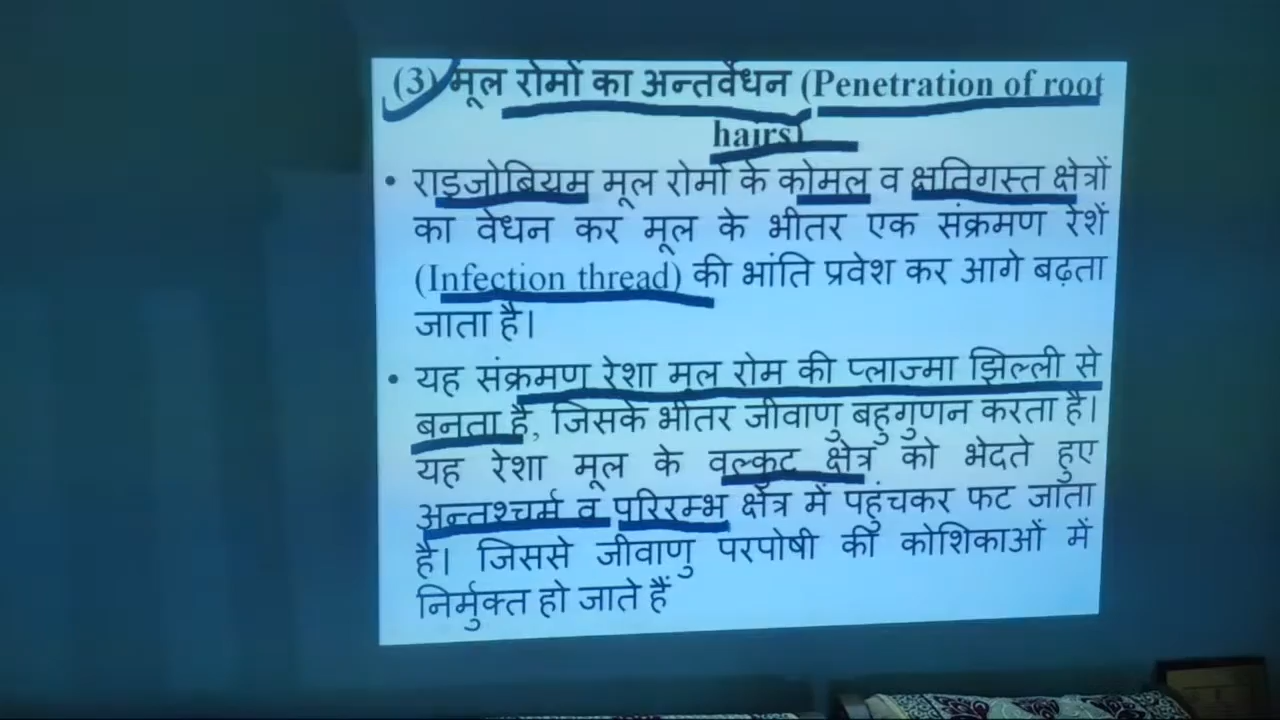 (3) मूल रोमों का अन्तर्वेधन (Penetration of root
hairs)
• राइजोबियम मूल रोमों के कोमल व क्षतिगस्त क्षेत्रों
का वेधन कर मूल के भीतर एक संक्रमण रेशें
(Infection thread) की भांति प्रवेश कर आगे बढ़ता
जाता है।
• यह संक्रमण रेशा मूल रोम की प्लाज्मा झिल्ली से
बनता है, जिसके भीतर जीवाणु बहुगुणन करता है।
यह रेशा मूल के वल्कुट क्षेत्र को भेदते हुए
अन्तश्चर्म व परिरम्भ क्षेत्र में पहुंचकर फट जाता
है। जिससे जीवाणु परपोषी की कोशिकाओं में
निर्मुक्त हो जाते हैं